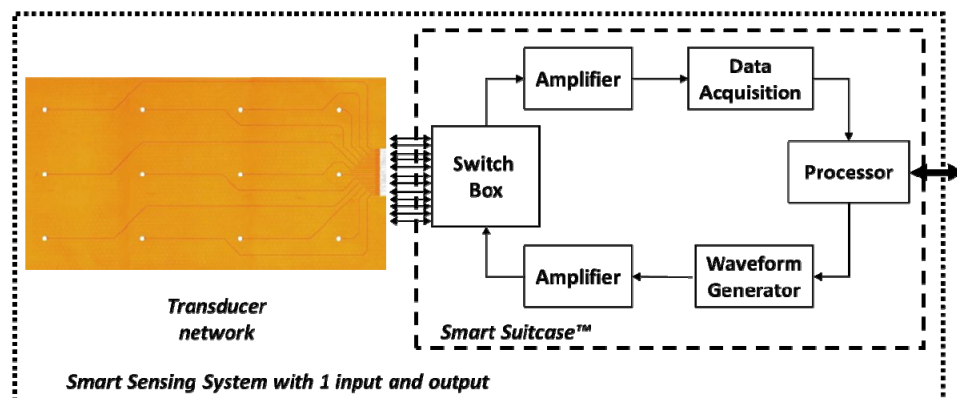 Amplifier
Data
Acquisition
Switch
Box
Processor
Amplifier
Waveform
Generator
Transducer
network
Smart Suitcase™
Smart Sensing System with 1 input and output